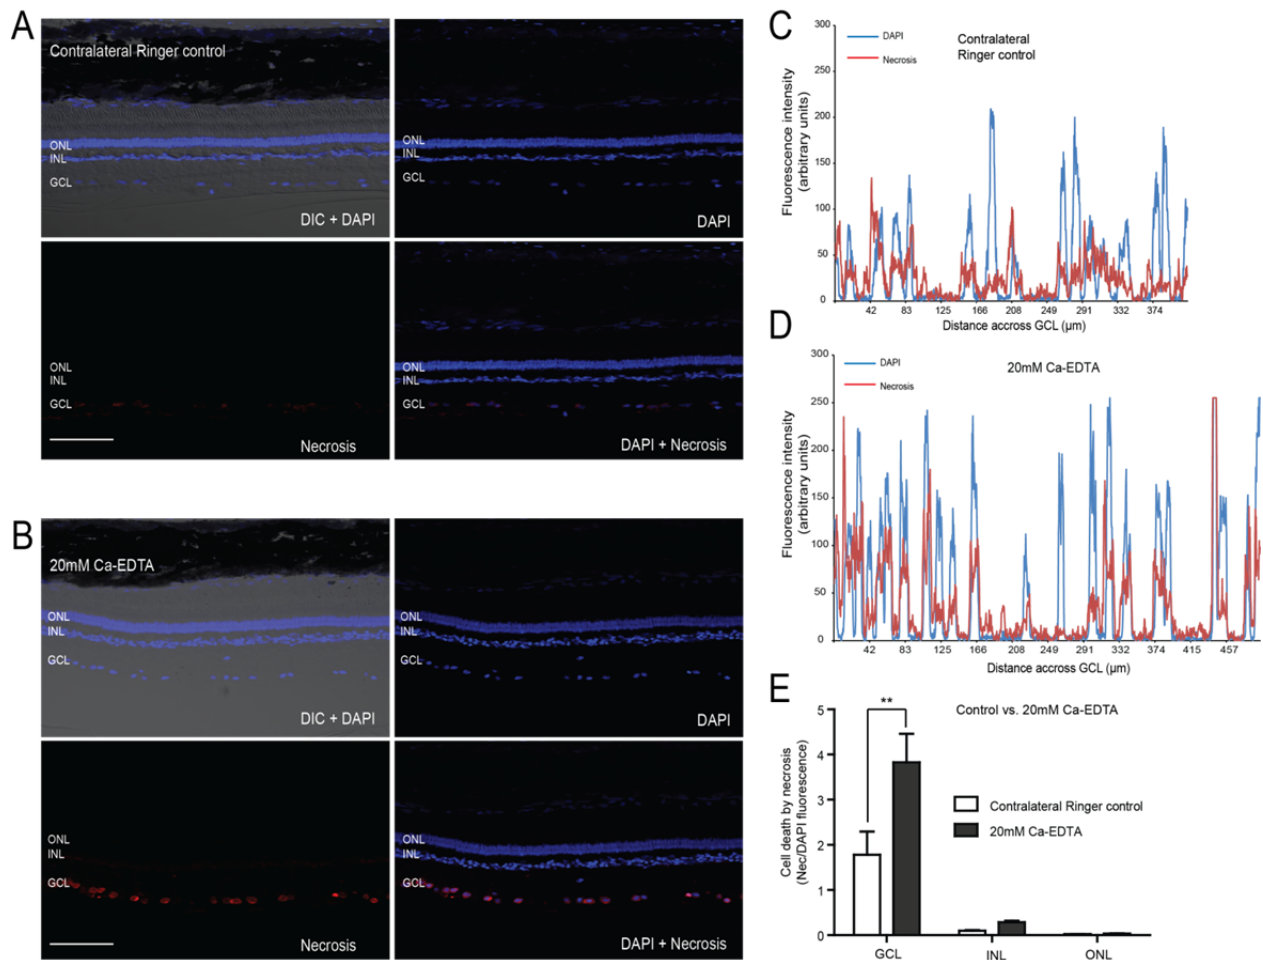 A
Contralateral Ringer control
ONL
INL
GCL
DIC + DAPI
ONL
INL
GCL
DAPI
ONL
INL
GCL
Necrosis
ONL
INL
GCL
DAPI + Necrosis
B
20mM Ca-EDTA
ONL
INL
GCL
DIC + DAPI
ONL
INL
GCL
DAPI
ONL
INL
GCL
Necrosis
ONL
INL
GCL
DAPI + Necrosis
C
Fluorescence intensity
(arbitrary units)
300
250
200
150
100
50
0
DAPI
Necrosis
Contralateral
Ringer control
42 83 125 166 208 249 291 332 374
Distance accross GCL (µm)
D
Fluorescence intensity
(arbitrary units)
300
250
200
150
100
50
0
DAPI
Necrosis
20mM Ca-EDTA
42 83 125 166 208 249 291 332 374 415 457
Distance accross GCL (µm)
E
Cell death by necrosis
(Nec/DAPI fluorescence)
5
4
3
2
1
0
**
Control vs. 20mM Ca-EDTA
Contralateral Ringer control
20mM Ca-EDTA
GCL INL ONL